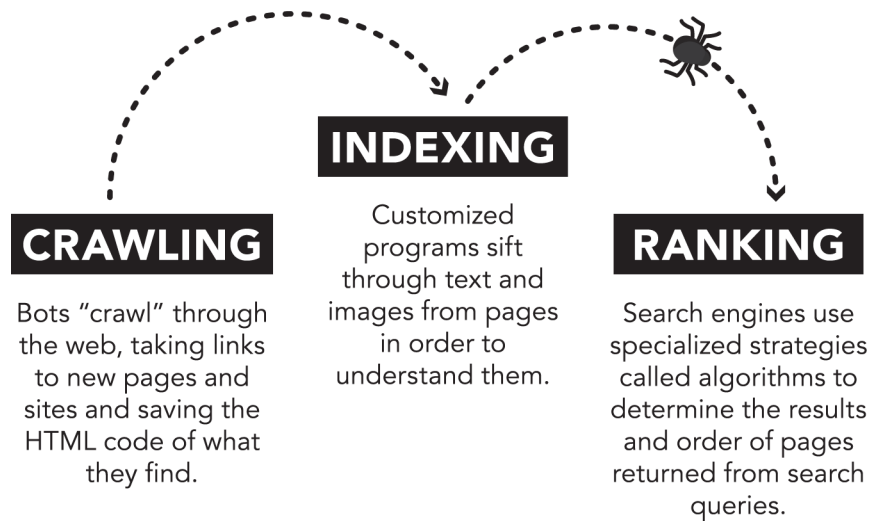 CRAWLING
Bots “crawl” through
the web, taking links
to new pages and
sites and saving the
HTML code of what
they find.
INDEXING
Customized
programs sift
through text and
images from pages
in order to
understand them.
RANKING
Search engines use
specialized strategies
called algorithms to
determine the results
and order of pages
returned from search
queries.